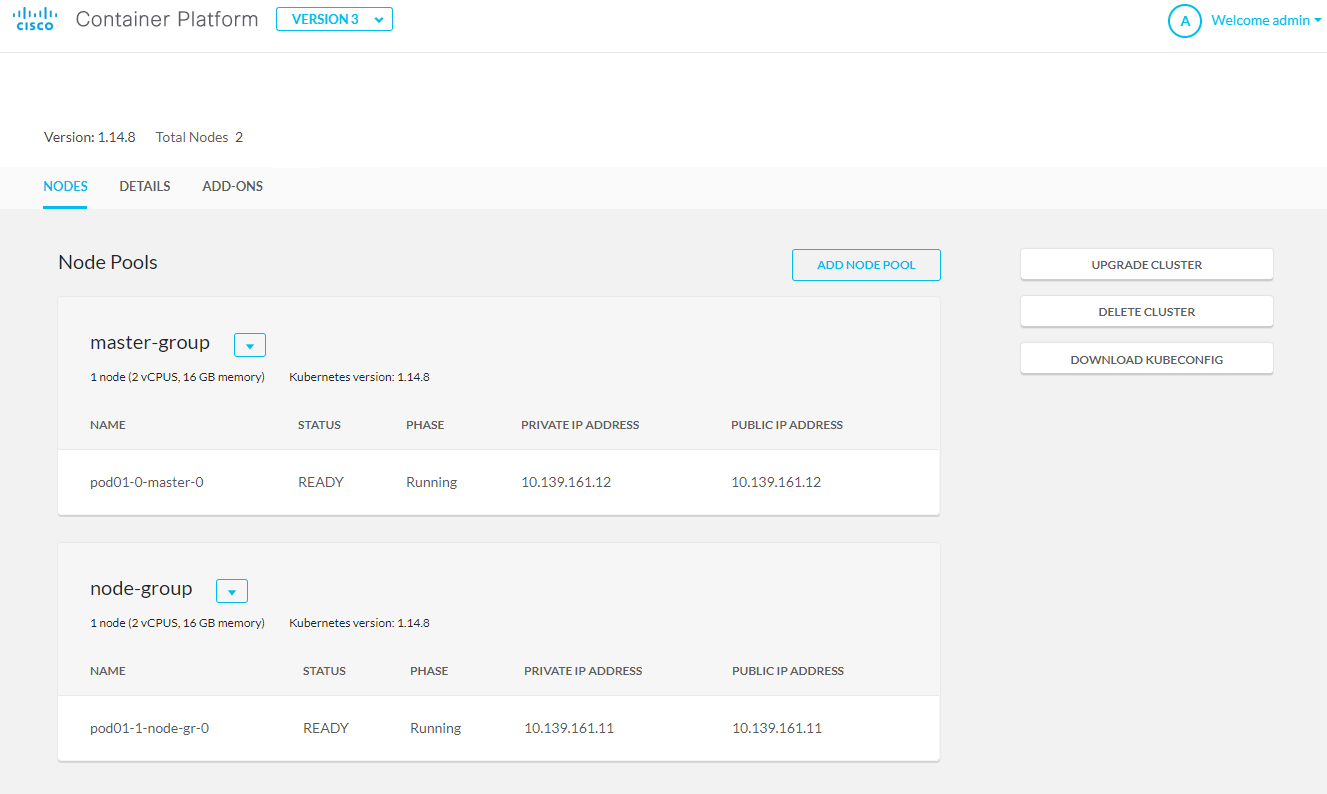 CISCO Container Platform VERSION 3 A Welcome admin
Version: 1.14.8 Total Nodes 2
NODES DETAILS ADD-ONS
Node Pools ADD NODE POOL UPGRADE CLUSTER
DELETE CLUSTER
master-group
DOWNLOAD KUBECONFIG
1 node (2 vCPUS, 16 GB memory) Kubernetes version: 1.14.8
NAME STATUS PHASE PRIVATE IP ADDRESS PUBLIC IP ADDRESS
pod01-0-master-0 READY Running 10.139.161.12 10.139.161.12
node-group
1 node (2 vCPUS, 16 GB memory) Kubernetes version: 1.14.8
NAME STATUS PHASE PRIVATE IP ADDRESS PUBLIC IP ADDRESS
pod01-1-node-gr-0 READY Running 10.139.161.11 10.139.161.11